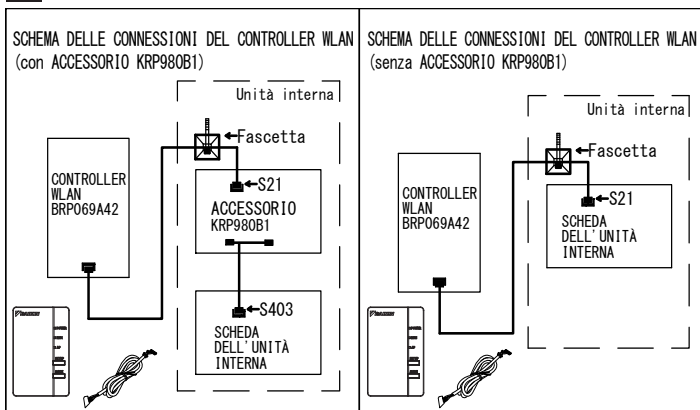 SCHEMA DELLE CONNESSIONI DEL CONTROLLER WLAN
(con ACCESSORIO KRP980B1)
Unità interna
Fascetta
CONTROLLER
WLAN
BRP069A42
S21
ACCESSORIO
KRP980B1
S403
SCHEDA
DELL'UNITÀ
INTERNA
DAIKIN
SCHEMA DELLE CONNESSIONI DEL CONTROLLER WLAN
(senza ACCESSORIO KRP980B1)
Unità interna
Fascetta
CONTROLLER
WLAN
BRP069A42
S21
SCHEDA
DELL'UNITÀ
INTERNA
DAIKIN